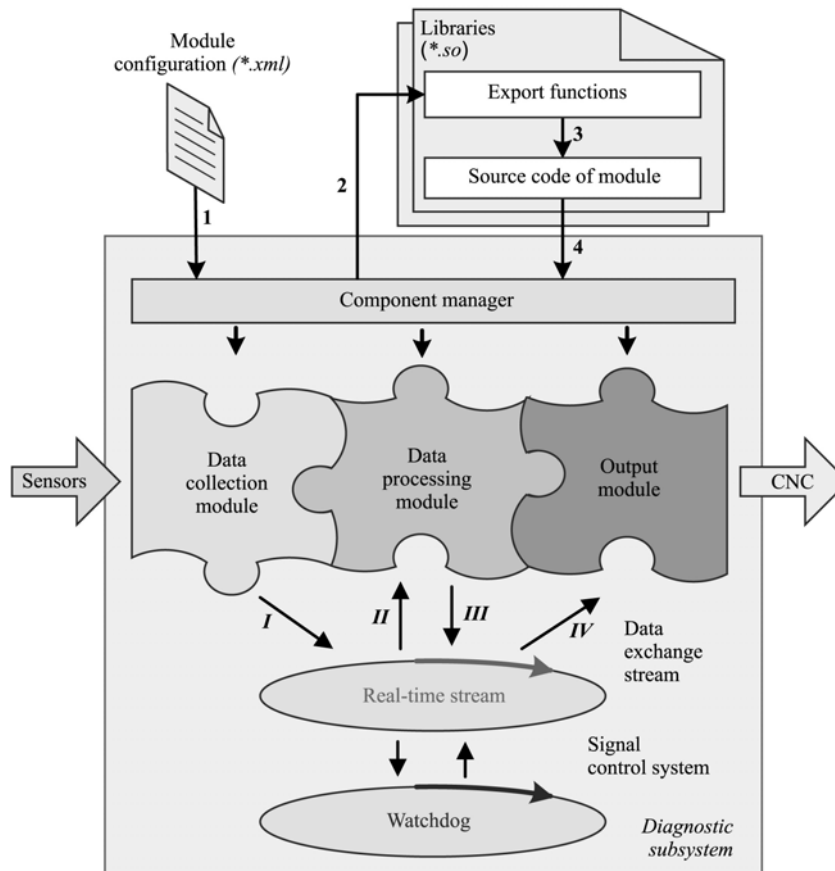 Module
configuration (*.xml)
Libraries
(*.so)
Export functions
3
Source code of module
2
1
4
Component manager
Sensors
Data
collection
module
Data
processing
module
Output
module
CNC
I
II
III
IV
Data
exchange
stream
Real-time stream
Signal
control system
Watchdog
Diagnostic
subsystem